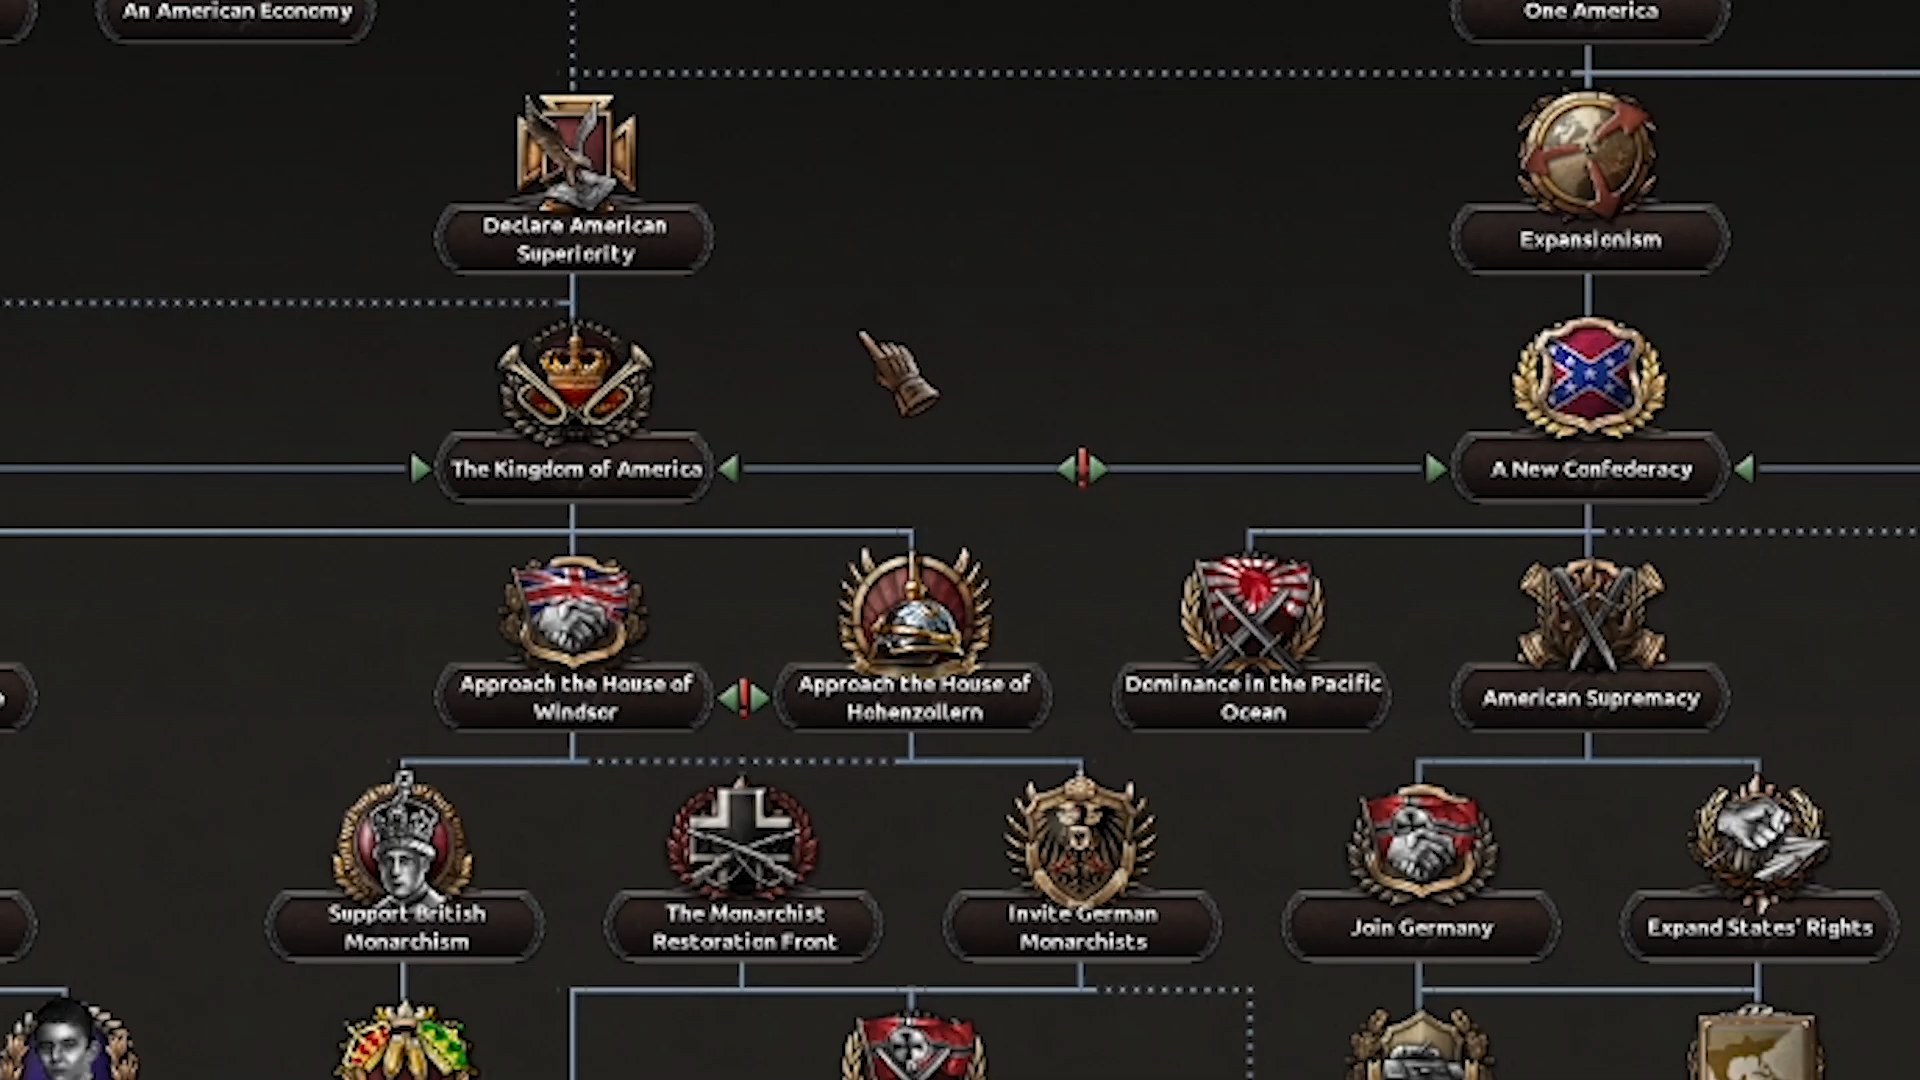 An American Economy
One America
Declare American
Superiority
Expansionism
The Kingdom of America
A New Confederacy
Approach the House of
Windsor
Approach the House of
Hohenzollern
Dominance in the Pacific
Ocean
American Supremacy
Support British
Monarchism
The Monarchist
Restoration Front
Invite German
Monarchists
Join Germany
Expand States' Rights